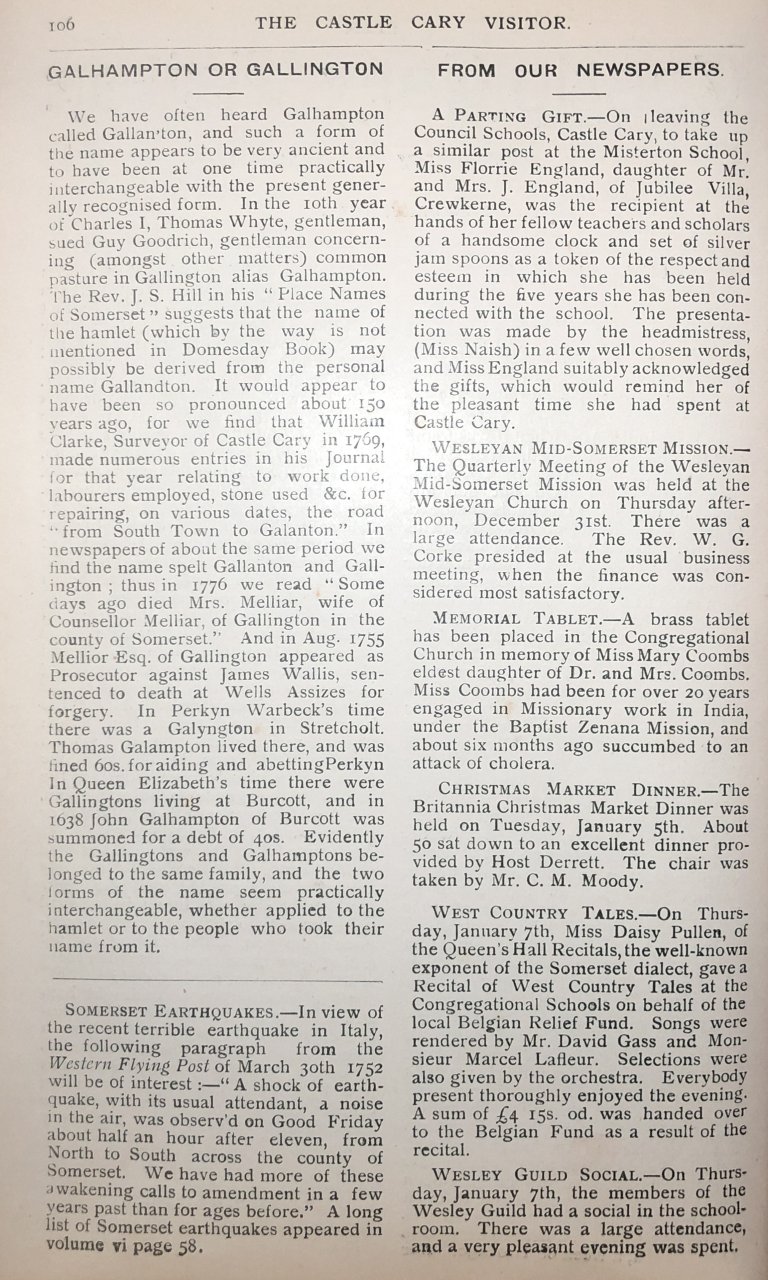 106
THE CASTLE CARY VISITOR.
GALHAMPTON OR GALLINGTON
We have often heard Galhampton
called Gallan'ton, and such a form of
the name appears to be very ancient and
to have been at one time practically
interchangeable with the present gener-
ally recognised form. In the 10th year
of Charles I, Thomas Whyte, gentleman,
sued Guy Goodrich, gentleman concern-
ing (amongst other matters) common
pasture in Gallington alias Galhampton.
The Rev. J. S. Hill in his "Place Names
of Somerset" suggests that the name of
the hamlet (which by the way is not
mentioned in Domesday Book) may
possibly be derived from the personal
name Gallandton. It would appear to
have been so pronounced about 150
years ago, for we find that William
Clarke, Surveyor of Castle Cary in 1769,
made numerous entries in his Journal
for that year relating to work done,
labourers employed, stone used &c. for
repairing, on various dates, the road
"from South Town to Galanton." In
newspapers of about the same period we
find the name spelt Gallanton and Gall-
ington ; thus in 1776 we read "Some
days ago died Mrs. Melliar, wife of
Counsellor Melliar, of Gallington in the
county of Somerset." And in Aug. 1755
Mellior Esq. of Gallington appeared as
Prosecutor against James Wallis, sen-
tenced to death at Wells Assizes for
forgery. In Perkyn Warbeck's time
there was a Galyngton in Stretcholt.
Thomas Galampton lived there, and was
fined 60s. for aiding and abetting Perkyn
In Queen Elizabeth's time there were
Gallingtons living at Burcott, and in
1638 John Galhampton of Burcott was
summoned for a debt of 40s. Evidently
the Gallingtons and Galhamptons be-
longed to the same family, and the two
forms of the name seem practically
interchangeable, whether applied to the
hamlet or to the people who took their
name from it.
SOMERSET EARTHQUAKES.—In view of
the recent terrible earthquake in Italy,
the following paragraph from the
Western Flying Post of March 30th 1752
will be of interest :—"A shock of earth-
quake, with its usual attendant, a noise
in the air, was observ'd on Good Friday
about half an hour after eleven, from
North to South across the county of
Somerset. We have had more of these
awakening calls to amendment in a few
years past than for ages before." A long
list of Somerset earthquakes appeared in
volume vi page 58.
FROM OUR NEWSPAPERS.
A PARTING GIFT.—On leaving the
Council Schools, Castle Cary, to take up
a similar post at the Misterton School,
Miss Florrie England, daughter of Mr.
and Mrs. J. England, of Jubilee Villa,
Crewkerne, was the recipient at the
hands of her fellow teachers and scholars
of a handsome clock and set of silver
jam spoons as a token of the respect and
esteem in which she has been held
during the five years she has been con-
nected with the school. The presenta-
tion was made by the headmistress,
(Miss Naish) in a few well chosen words,
and Miss England suitably acknowledged
the gifts, which would remind her of
the pleasant time she had spent at
Castle Cary.
WESLEYAN MID-SOMERSET MISSION.—
The Quarterly Meeting of the Wesleyan
Mid-Somerset Mission was held at the
Wesleyan Church on Thursday after-
noon, December 31st. There was a
large attendance. The Rev. W. G.
Corke presided at the usual business
meeting, when the finance was con-
sidered most satisfactory.
MEMORIAL TABLET.—A brass tablet
has been placed in the Congregational
Church in memory of Miss Mary Coombs
eldest daughter of Dr. and Mrs. Coombs.
Miss Coombs had been for over 20 years
engaged in Missionary work in India,
under the Baptist Zenana Mission, and
about six months ago succumbed to an
attack of cholera.
CHRISTMAS MARKET DINNER.—The
Britannia Christmas Market Dinner was
held on Tuesday, January 5th. About
50 sat down to an excellent dinner pro-
vided by Host Derrett. The chair was
taken by Mr. C. M. Moody.
WEST COUNTRY TALES.—On Thurs-
day, January 7th, Miss Daisy Pullen, of
the Queen's Hall Recitals, the well-known
exponent of the Somerset dialect, gave a
Recital of West Country Tales at the
Congregational Schools on behalf of the
local Belgian Relief Fund. Songs were
rendered by Mr. David Gass and Mon-
sieur Marcel Lafleur. Selections were
also given by the orchestra. Everybody
present thoroughly enjoyed the evening.
A sum of £4 15s. od. was handed over
to the Belgian Fund as a result of the
recital.
WESLEY GUILD SOCIAL.—On Thurs-
day, January 7th, the members of the
Wesley Guild had a social in the school-
room. There was a large attendance,
and a very pleasant evening was spent.